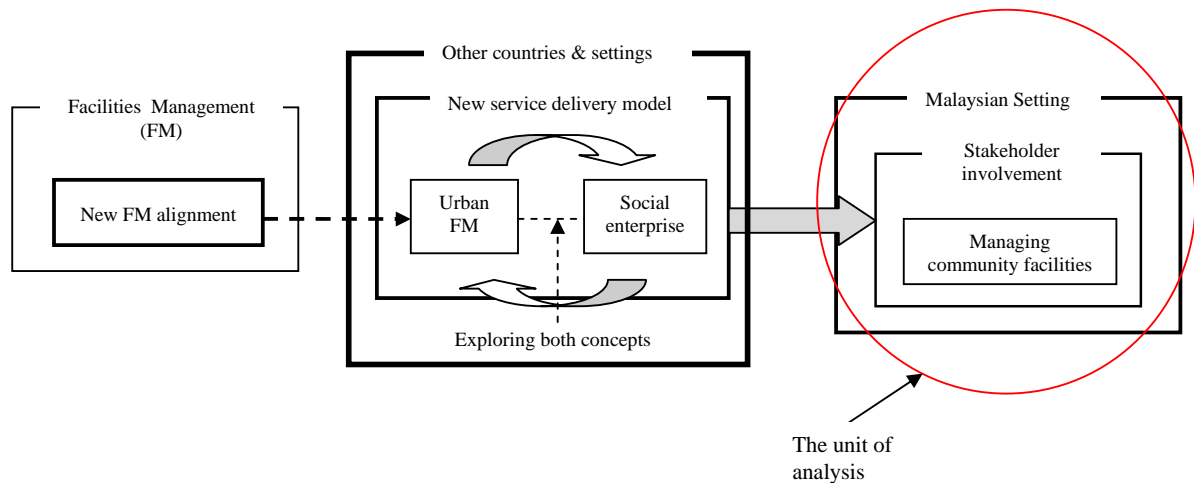 Facilities Management
(FM)
New FM alignment
Other countries & settings
New service delivery model
Urban
FM
Social
enterprise
Exploring both concepts
Malaysian Setting
Stakeholder
involvement
Managing
community facilities
The unit of
analysis